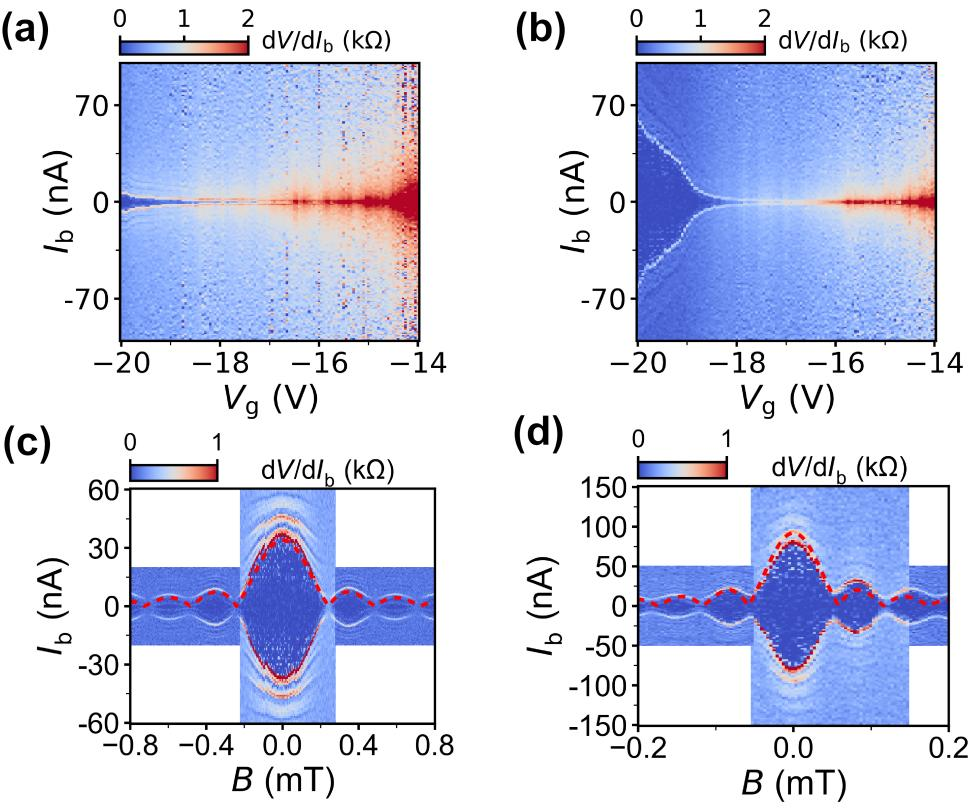 (a)
0 1 2
dV/dIb (kΩ)
70
0
-70
Ib (nA)
−20 −18 −16 −14
Vg (V)
(b)
0 1 2
dV/dIb (kΩ)
70
0
-70
Ib (nA)
−20 −18 −16 −14
Vg (V)
(c)
0 1
dV/dIb (kΩ)
60
30
0
-30
-60
Ib (nA)
−0.8 −0.4 0.0 0.4 0.8
B (mT)
(d)
0 1
dV/dIb (kΩ)
150
100
50
0
-50
-100
-150
Ib (nA)
−0.2 0.0 0.2
B (mT)